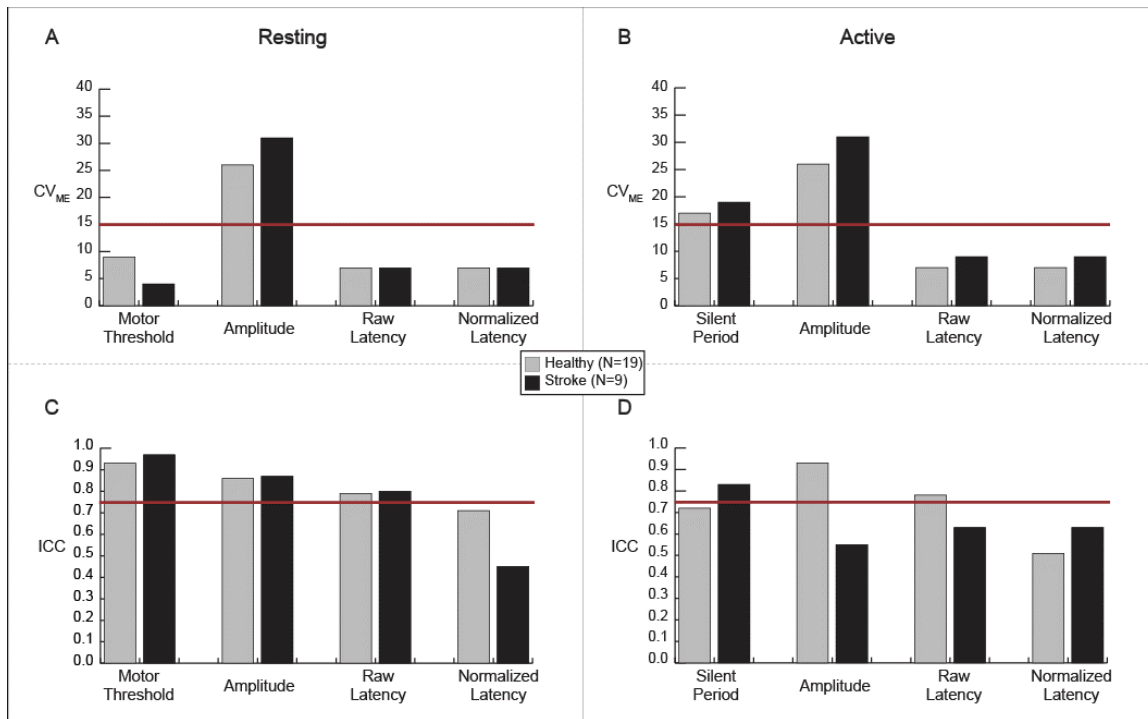 A
Resting
B
Active
40
35
30
25
20
15
10
5
0
CV_ME
Motor
Threshold
Amplitude
Raw
Latency
Normalized
Latency
40
35
30
25
20
15
10
5
0
CV_ME
Silent
Period
Amplitude
Raw
Latency
Normalized
Latency
Healthy (N=19)
Stroke (N=9)
C
1.0
0.9
0.8
0.7
0.6
0.5
0.4
0.3
0.2
0.1
0.0
ICC
Motor
Threshold
Amplitude
Raw
Latency
Normalized
Latency
D
1.0
0.9
0.8
0.7
0.6
0.5
0.4
0.3
0.2
0.1
0.0
ICC
Silent
Period
Amplitude
Raw
Latency
Normalized
Latency